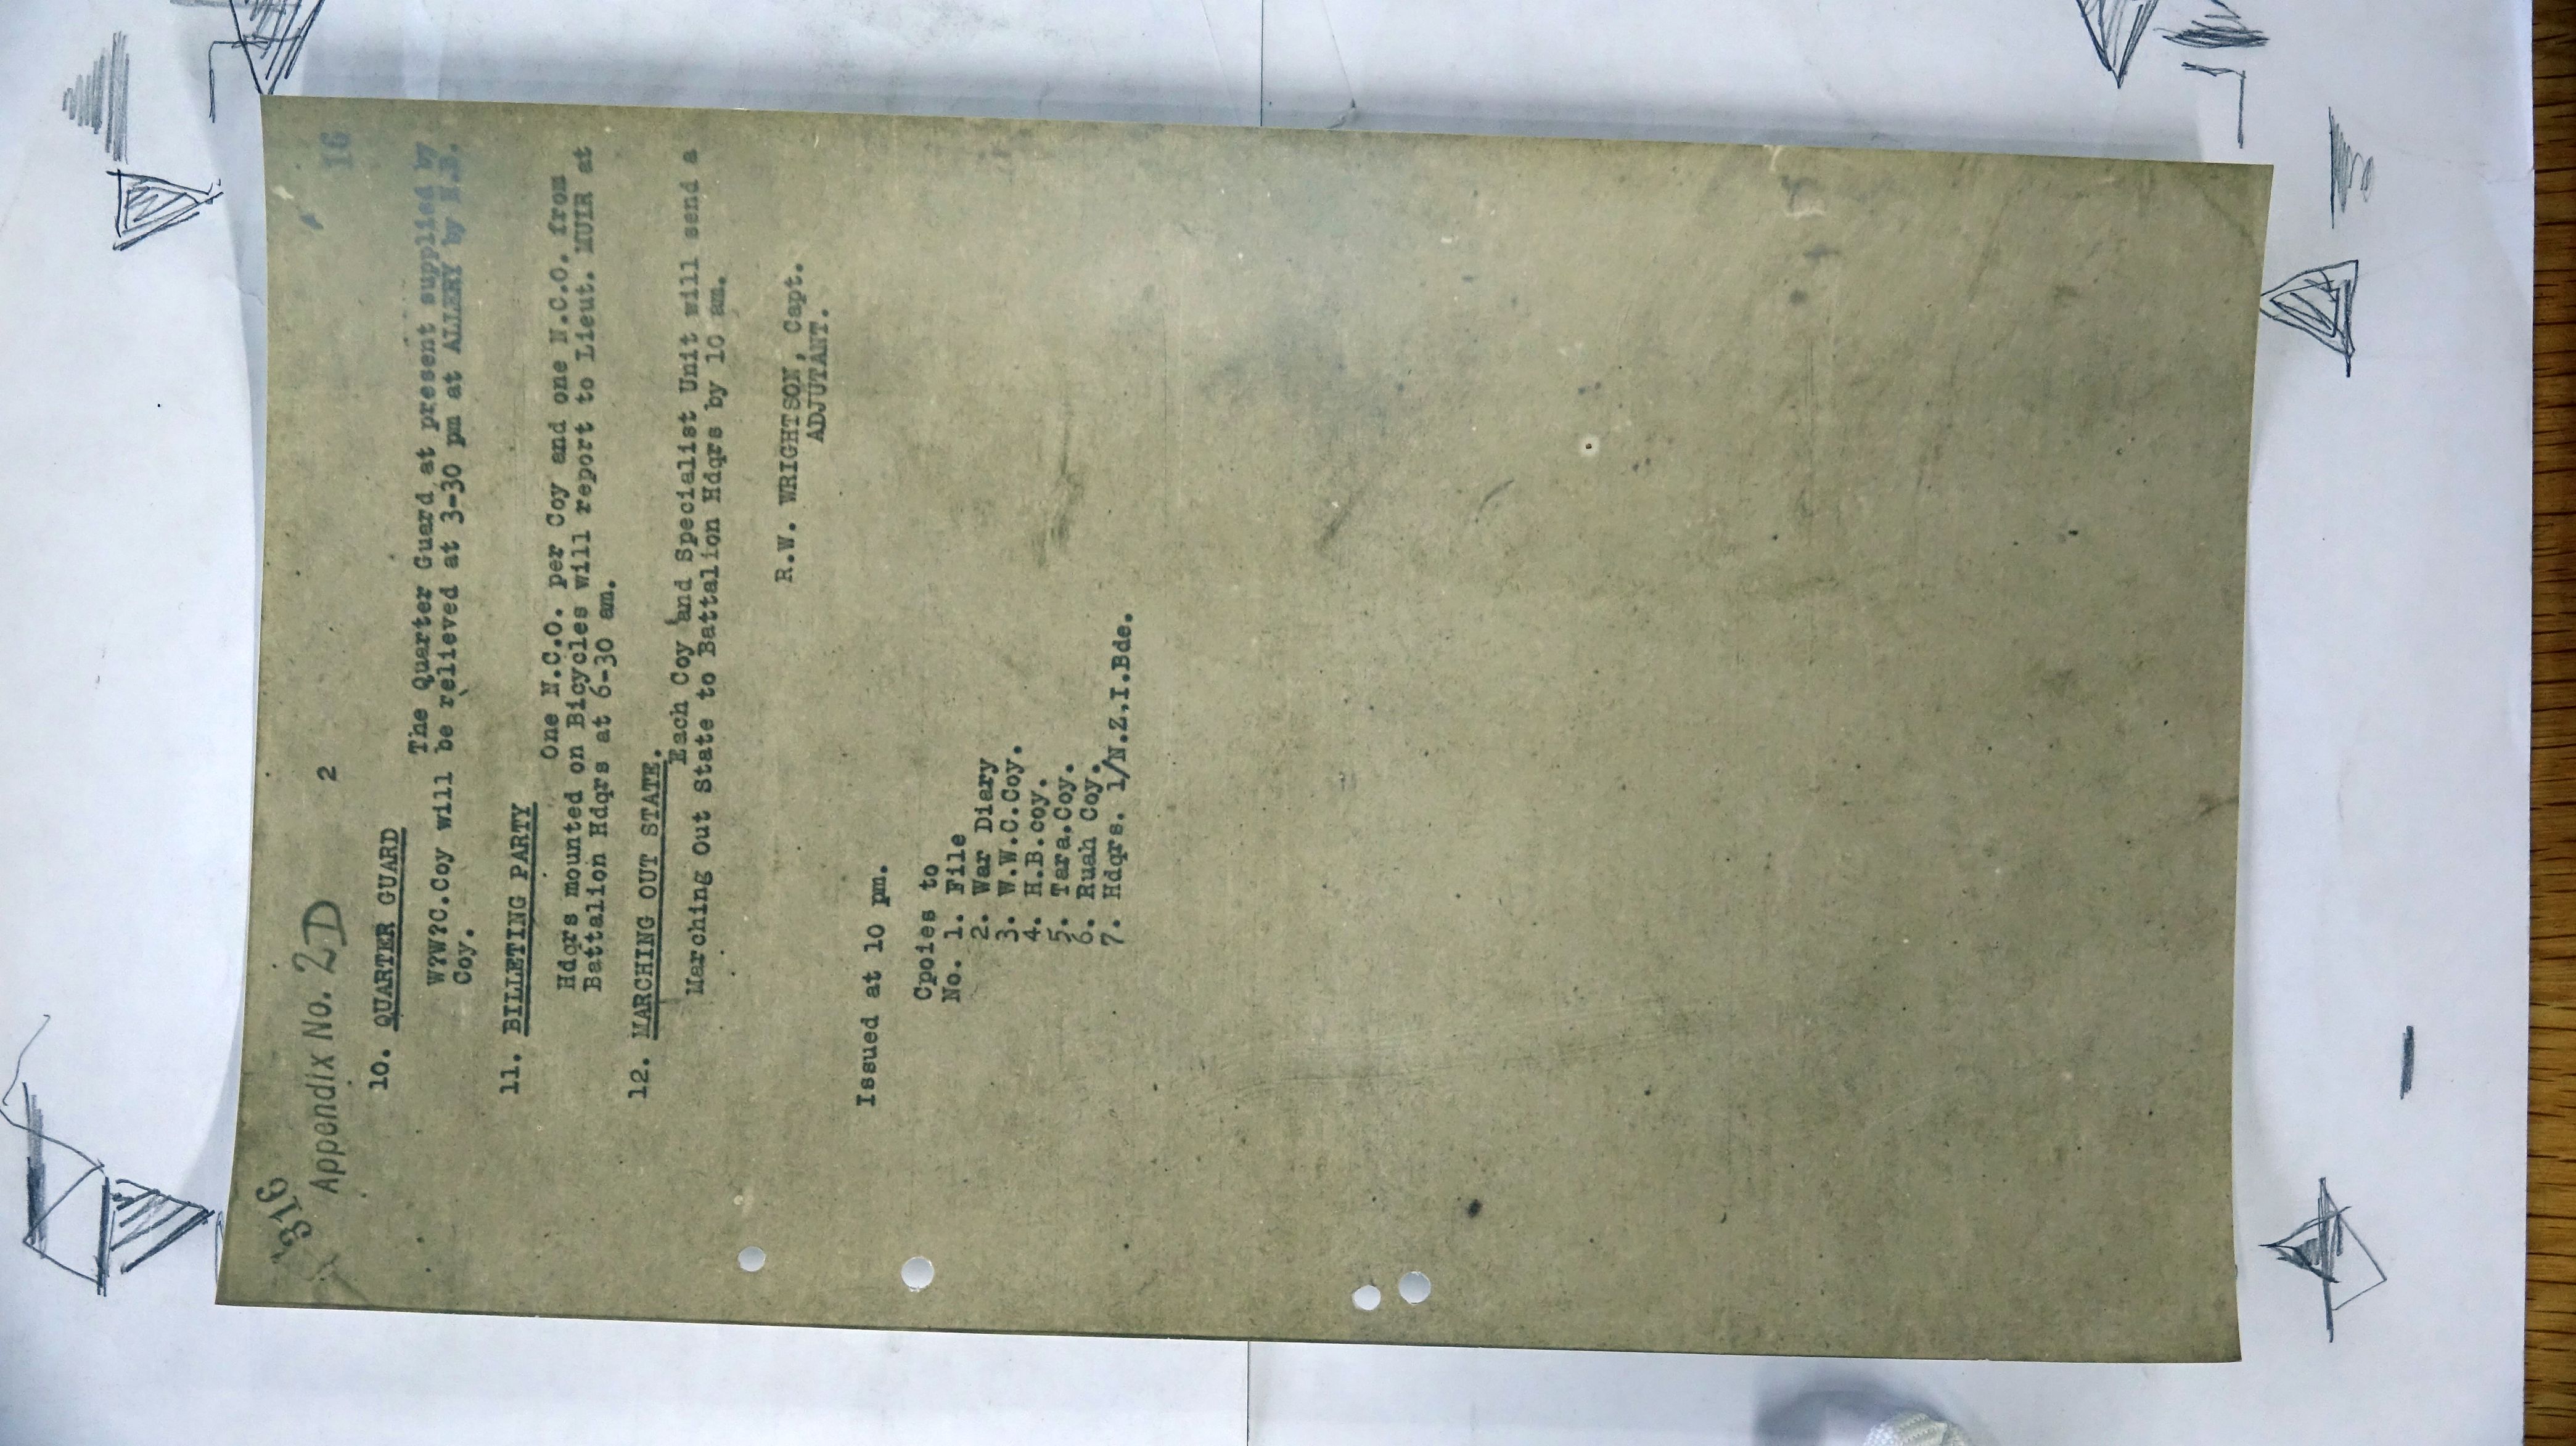 316
Appendix No. 2D
2
16
10. QUARTER GUARD
The Quarter Guard at present supplied by
W?W?C.Coy will be relieved at 3-30 pm at ALLERY by H.B.
Coy.
11. BILLETING PARTY
One N.C.O. per Coy and one N.C.O. from
Hdqrs mounted on Bicycles will report to Lieut. MUIR at
Battalion Hdqrs at 6-30 am.
12. MARCHING OUT STATE.
Each Coy and Specialist Unit will send a
Marching Out State to Battalion Hdqrs by 10 am.
R.W. WRIGHTSON, Capt.
ADJUTANT.
Issued at 10 pm.
Cpoies to
No. 1. File
2. War Diary
3. W.W.C.Coy.
4. H.B.coy.
5. Tara.Coy.
6. Ruah Coy.
7. Hdqrs. 1/N.Z.I.Bde.